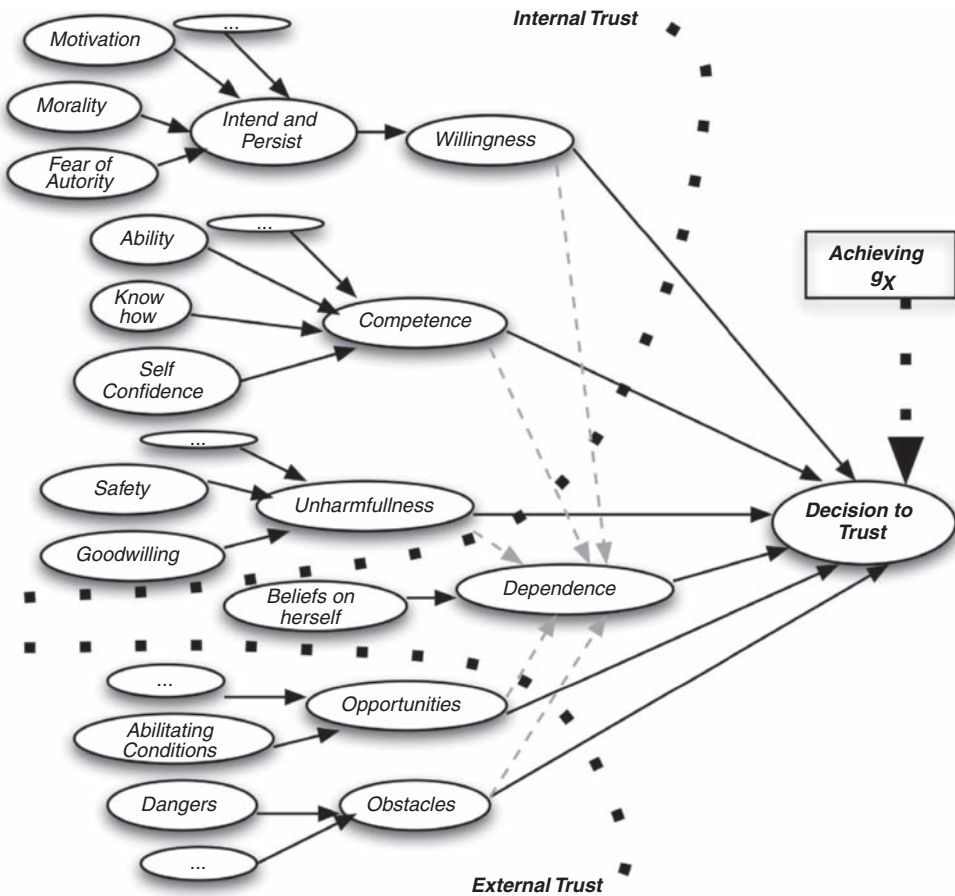 Internal Trust
Motivation
...
Morality
Intend and
Persist
Willingness
Fear of
Autority
Ability
...
Achieving
gX
Know
how
Competence
Self
Confidence
...
Safety
Unharmfullness
Decision to
Trust
Goodwilling
Beliefs on
herself
Dependence
...
Opportunities
Abilitating
Conditions
Dangers
Obstacles
...
External Trust